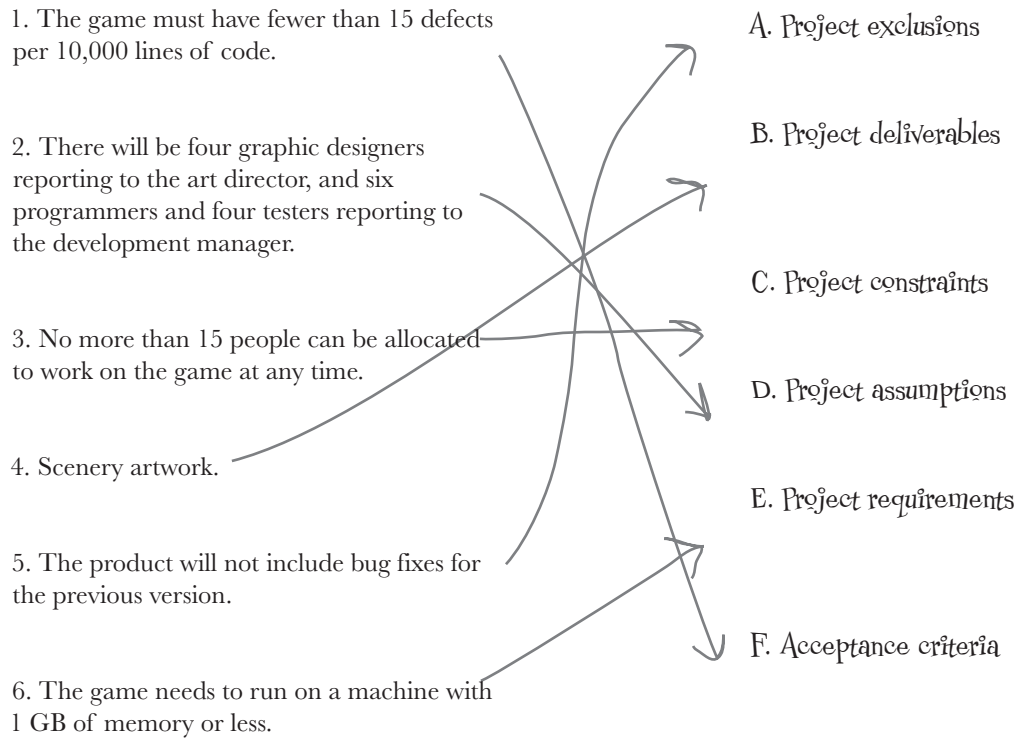 1. The game must have fewer than 15 defects
per 10,000 lines of code.
2. There will be four graphic designers
reporting to the art director, and six
programmers and four testers reporting to
the development manager.
3. No more than 15 people can be allocated
to work on the game at any time.
4. Scenery artwork.
5. The product will not include bug fixes for
the previous version.
6. The game needs to run on a machine with
1 GB of memory or less.
A. Project exclusions
B. Project deliverables
C. Project constraints
D. Project assumptions
E. Project requirements
F. Acceptance criteria